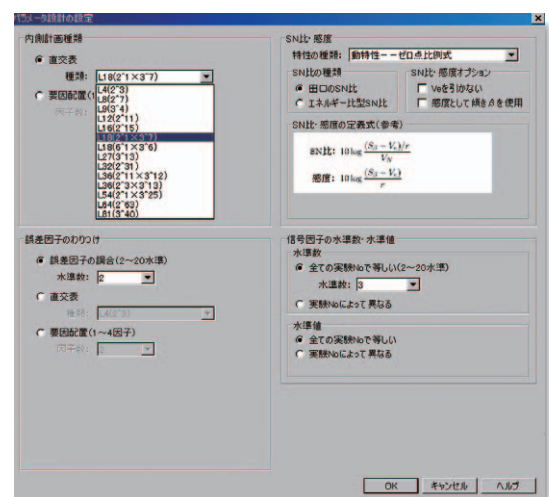 パラメータ設計の設定
内側計画種類
直交表
種類: L18(2^1×3^7)
要因配置(1
因子数:
L4(2^3)
L8(2^7)
L9(3^4)
L12(2^11)
L16(2^15)
L18(2^1×3^7)
L18(6^1×3^6)
L27(3^13)
L32(2^31)
L36(2^11×3^12)
L36(2^3×3^13)
L54(2^1×3^25)
L64(2^63)
L81(3^40)
SN比・感度
特性の種類: 動特性--ゼロ点比例式
SN比の種類
田口のSN比
エネルギー比型SN比
SN比・感度オプション
Veを引かない
感度として傾きβを使用
SN比・感度の定義式(参考)
SN比: 10 log (Sβ − Ve)/r / VN
感度: 10 log (Sβ − Ve) / r
誤差因子のわりつけ
誤差因子の調合(2~20水準)
水準数: 2
直交表
種類: L4(2^3)
要因配置(1~4因子)
因子数: 2
信号因子の水準数・水準値
水準数
全ての実験Noで等しい(2~20水準)
水準数: 3
実験Noによって異なる
水準値
全ての実験Noで等しい
実験Noによって異なる
OK キャンセル ヘルプ